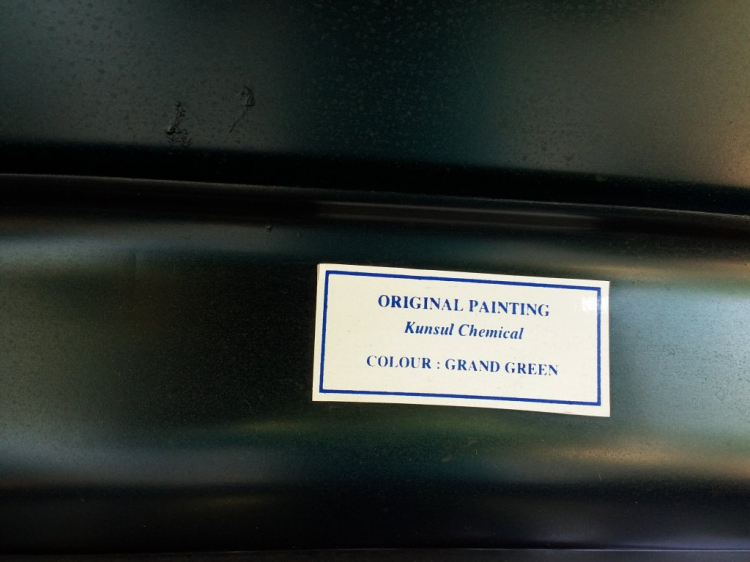 ORIGINAL PAINTING
Kunsul Chemical
COLOUR : GRAND GREEN